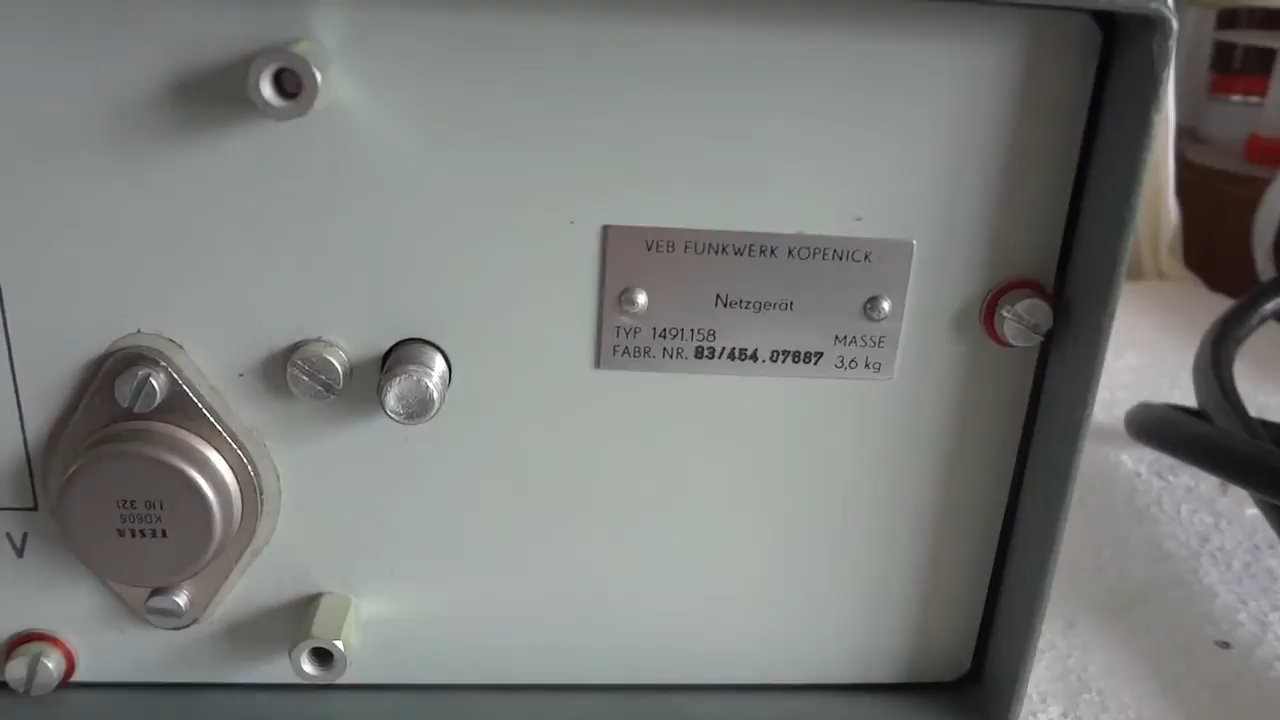 VEB FUNKWERK KÖPENICK
Netzgerät
TYP 1491.158
MASSE
FABR. NR. 83/454.07687
3,6 kg
TESLA
KD606
V